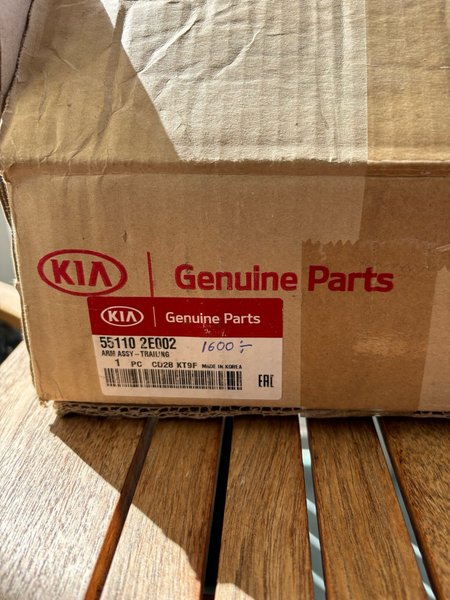 KIA Genuine Parts
KIA Genuine Parts
55110 2E002
ARM ASSY-TRAILING
1600:-
1 PC CD28 KT9F MADE IN KOREA
EAC